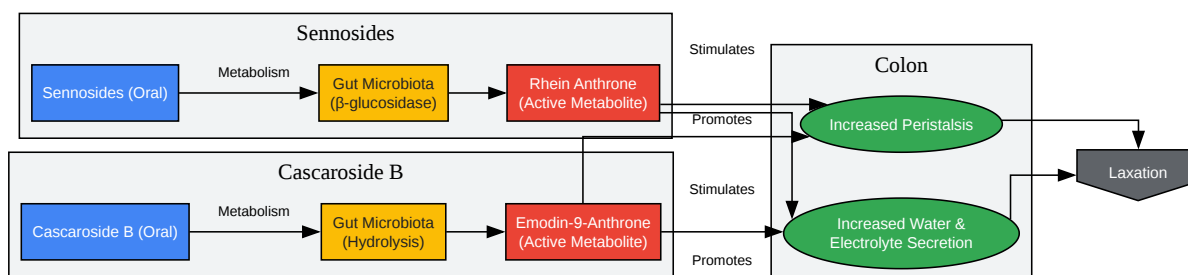 Sennosides
Sennosides (Oral)
Metabolism
Gut Microbiota
(β-glucosidase)
Rhein Anthrone
(Active Metabolite)
Stimulates
Promotes
Cascaroside B
Cascaroside B (Oral)
Metabolism
Gut Microbiota
(Hydrolysis)
Emodin-9-Anthrone
(Active Metabolite)
Stimulates
Promotes
Colon
Increased Peristalsis
Increased Water &
Electrolyte Secretion
Laxation